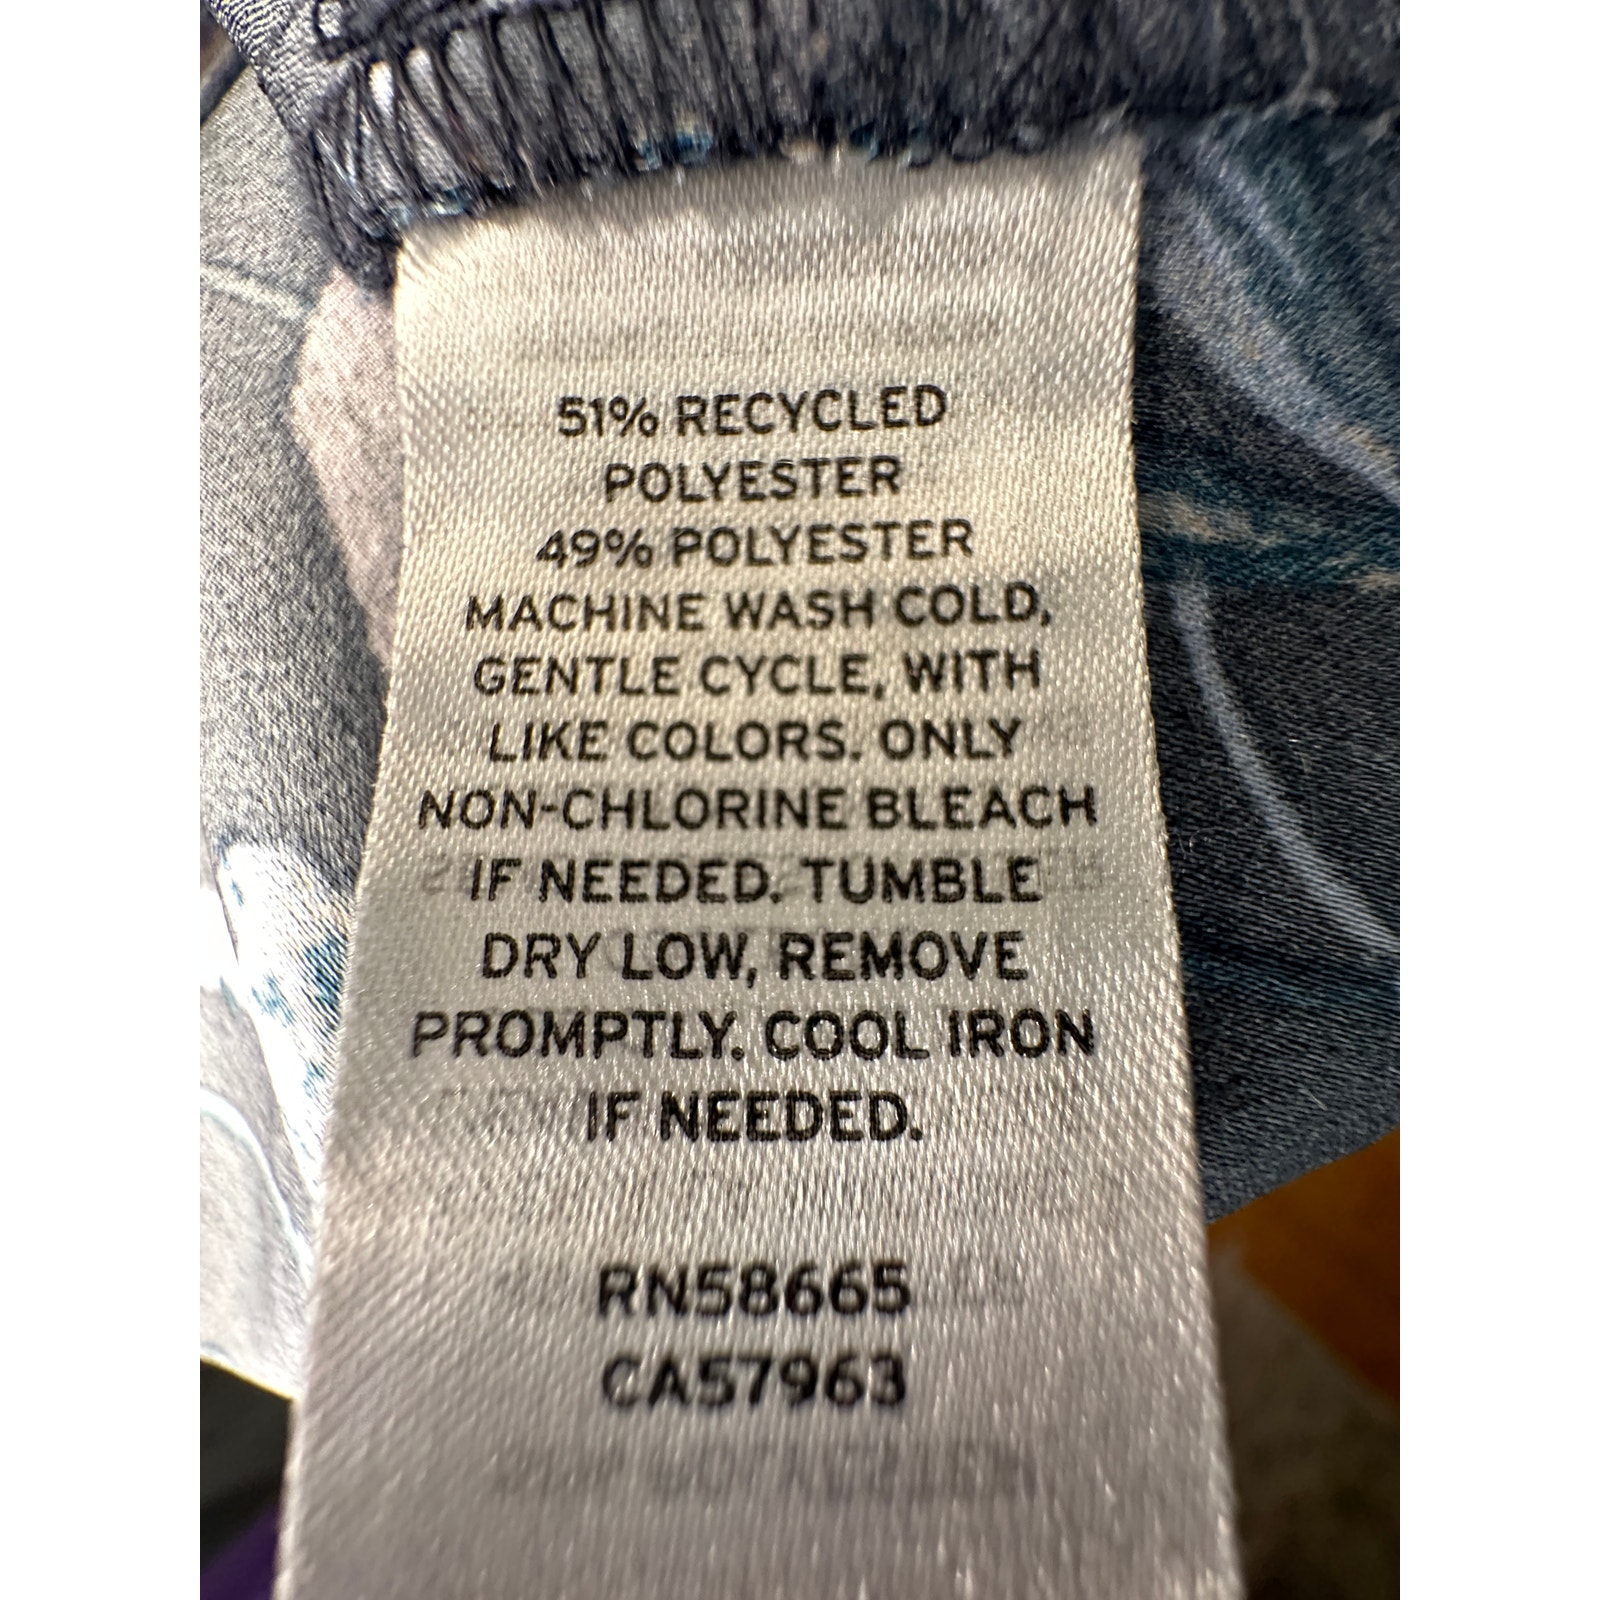 51% RECYCLED
POLYESTER
49% POLYESTER
MACHINE WASH COLD,
GENTLE CYCLE, WITH
LIKE COLORS. ONLY
NON-CHLORINE BLEACH
IF NEEDED. TUMBLE
DRY LOW, REMOVE
PROMPTLY. COOL IRON
IF NEEDED.
RN58665
CA57963